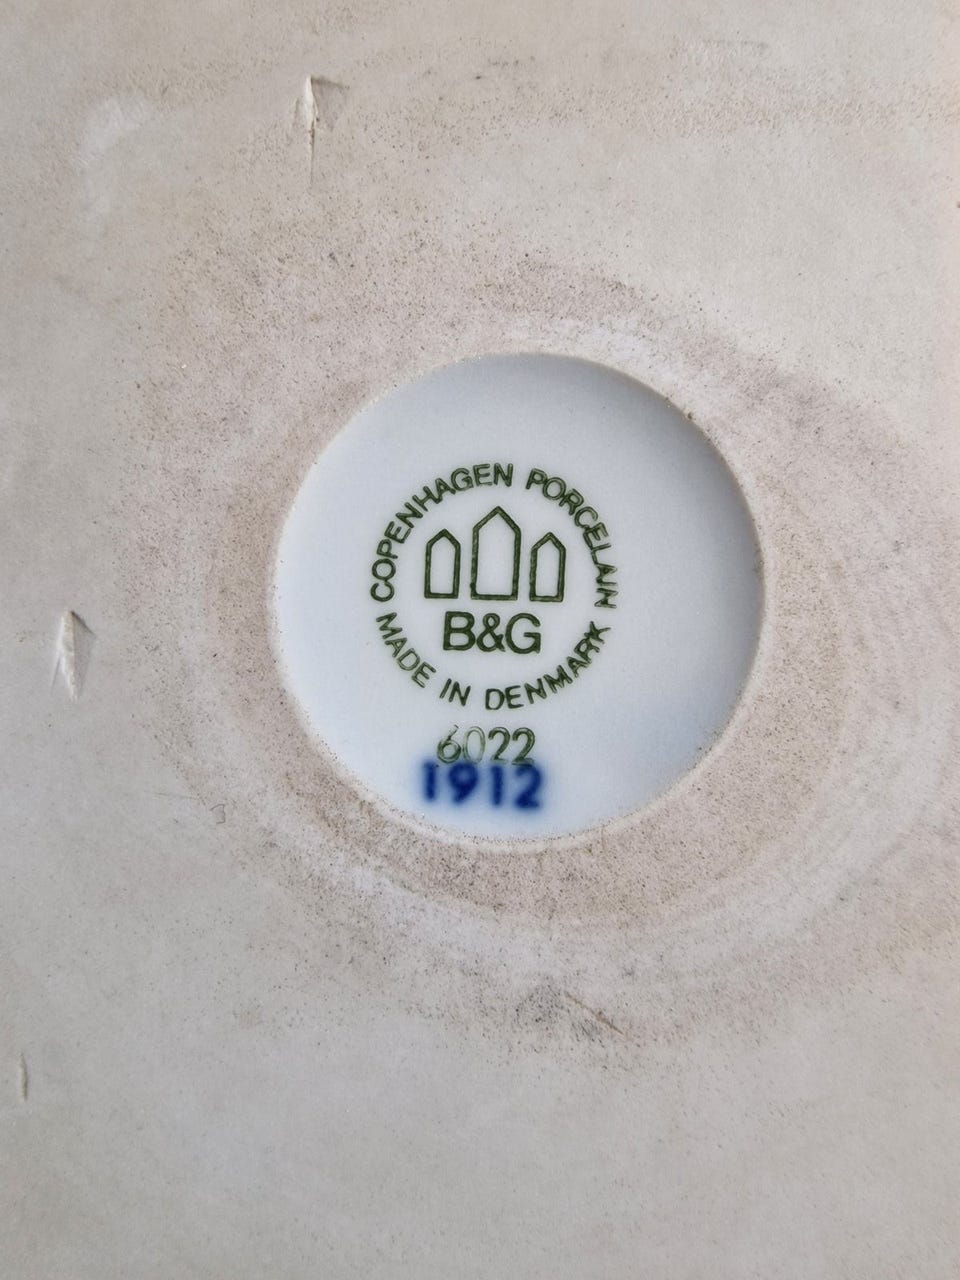 COPENHAGEN PORCELAIN
B&G
MADE IN DENMARK
6022
1912